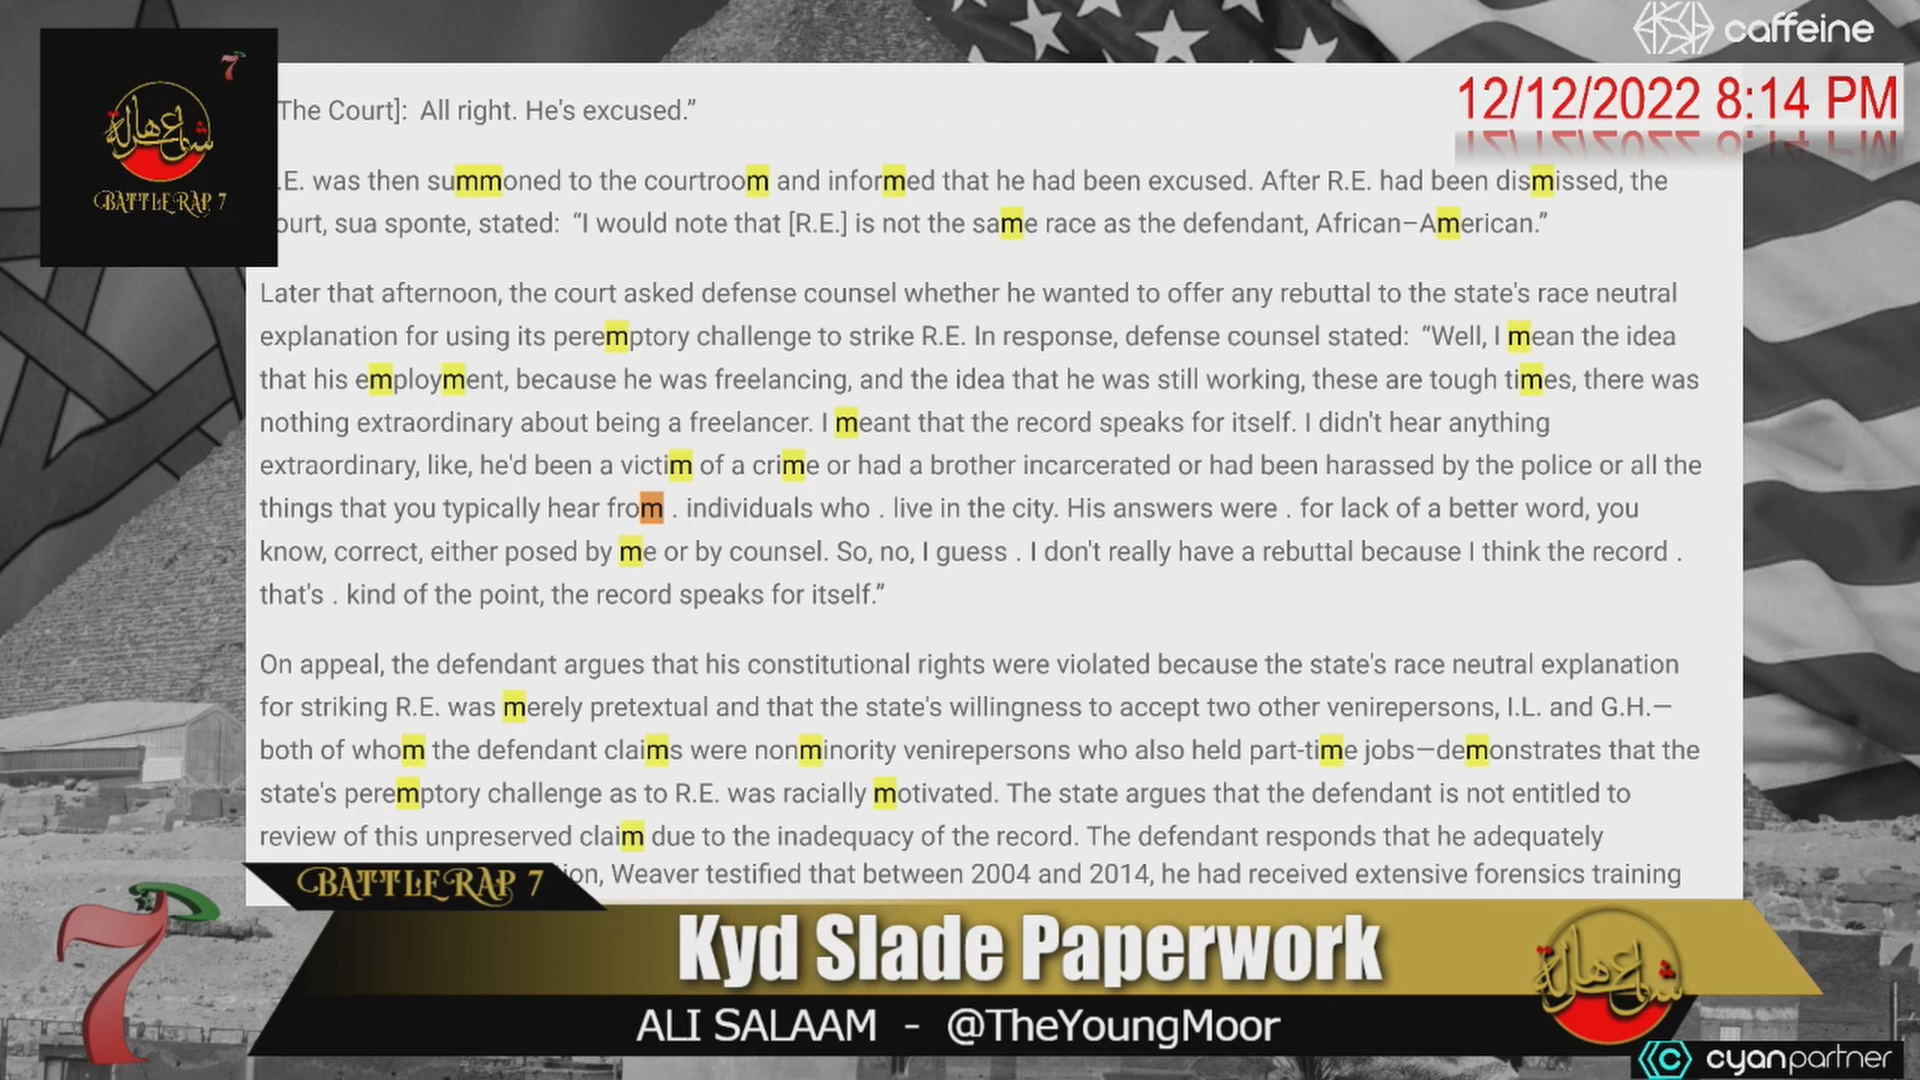 caffeine
12/12/2022 8:14 PM
7
شعاع هالة
BATTLE RAP 7
The Court]: All right. He's excused.”
.E. was then summoned to the courtroom and informed that he had been excused. After R.E. had been dismissed, the
ourt, sua sponte, stated: “I would note that [R.E.] is not the same race as the defendant, African–American.”
Later that afternoon, the court asked defense counsel whether he wanted to offer any rebuttal to the state's race neutral
explanation for using its peremptory challenge to strike R.E. In response, defense counsel stated: “Well, I mean the idea
that his employment, because he was freelancing, and the idea that he was still working, these are tough times, there was
nothing extraordinary about being a freelancer. I meant that the record speaks for itself. I didn't hear anything
extraordinary, like, he'd been a victim of a crime or had a brother incarcerated or had been harassed by the police or all the
things that you typically hear from . individuals who . live in the city. His answers were . for lack of a better word, you
know, correct, either posed by me or by counsel. So, no, I guess . I don't really have a rebuttal because I think the record .
that's . kind of the point, the record speaks for itself.”
On appeal, the defendant argues that his constitutional rights were violated because the state's race neutral explanation
for striking R.E. was merely pretextual and that the state's willingness to accept two other venirepersons, I.L. and G.H.—
both of whom the defendant claims were nonminority venirepersons who also held part-time jobs—demonstrates that the
state's peremptory challenge as to R.E. was racially motivated. The state argues that the defendant is not entitled to
review of this unpreserved claim due to the inadequacy of the record. The defendant responds that he adequately
ion, Weaver testified that between 2004 and 2014, he had received extensive forensics training
BATTLE RAP 7
7
Kyd Slade Paperwork
ALI SALAAM - @TheYoungMoor
cyanpartner